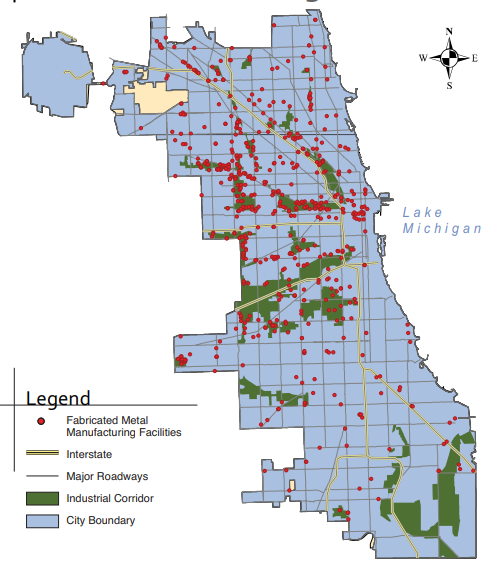 N
W E
S
Lake
Michigan
Legend
Fabricated Metal
Manufacturing Facilities
Interstate
Major Roadways
Industrial Corridor
City Boundary